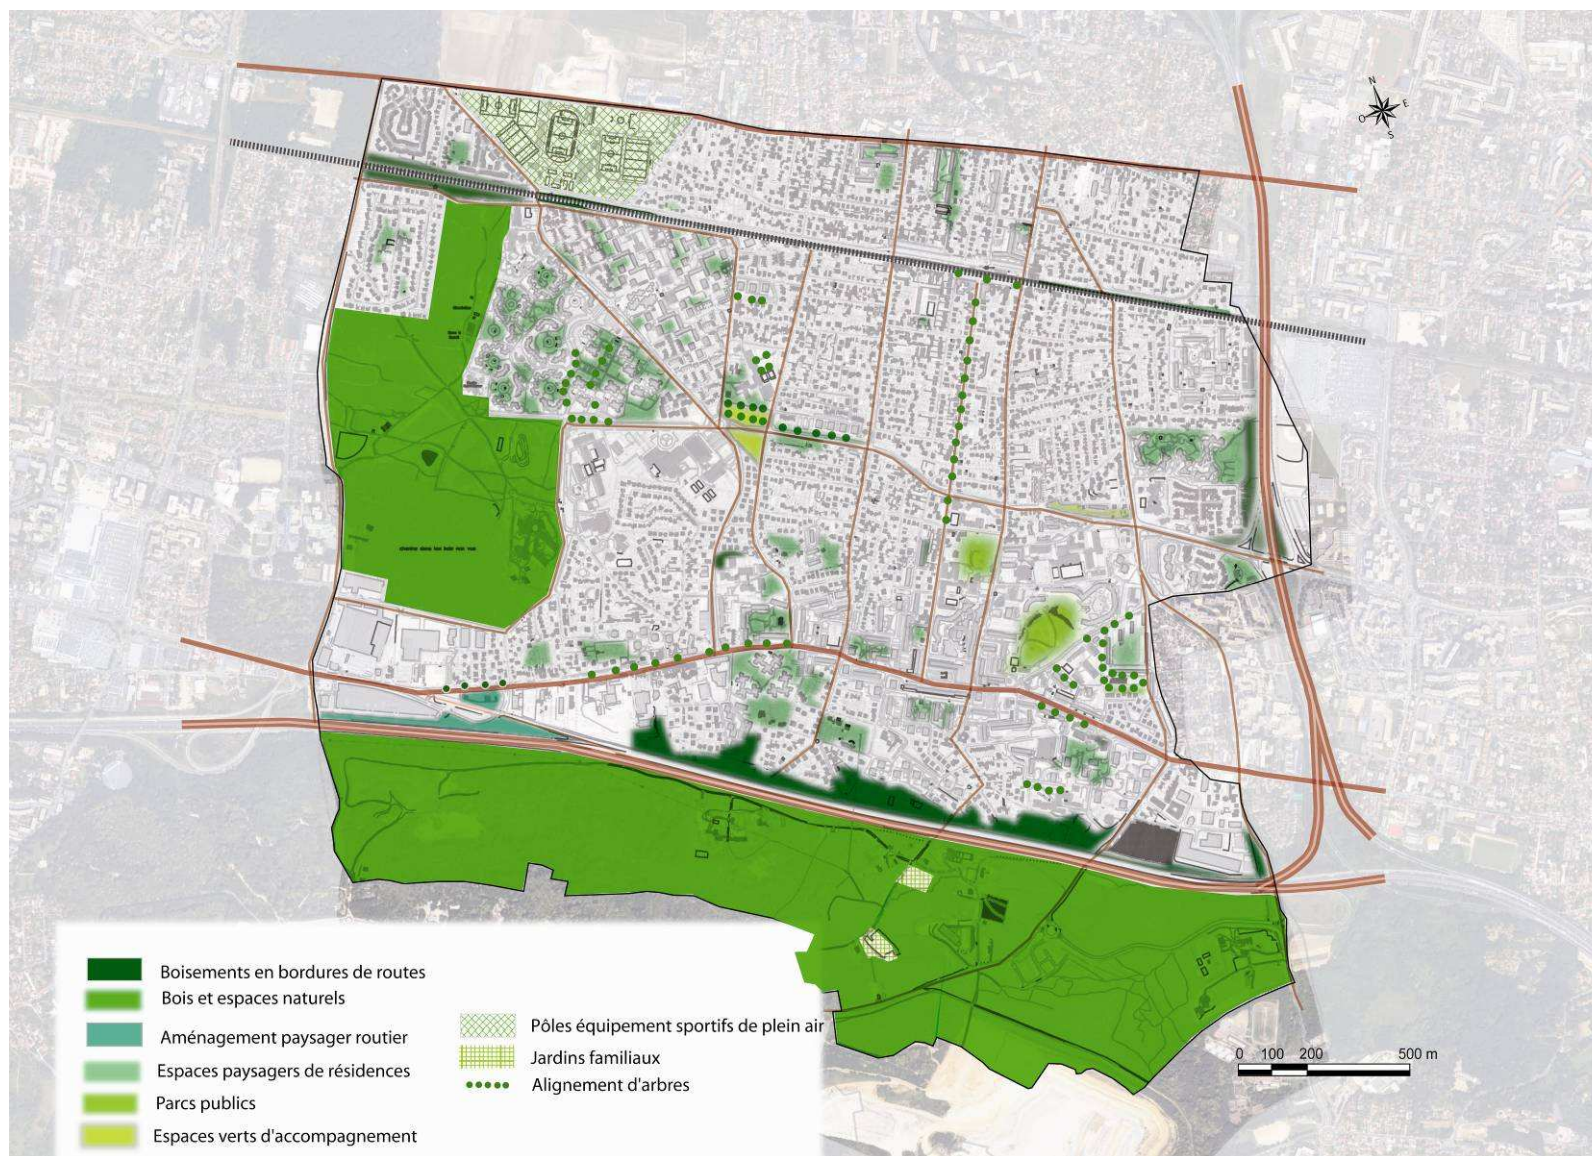 N
E
O
S
Boisements en bordures de routes
Bois et espaces naturels
Aménagement paysager routier
Espaces paysagers de résidences
Parcs publics
Espaces verts d'accompagnement
Pôles équipement sportifs de plein air
Jardins familiaux
Alignement d'arbres
0 100 200 500 m